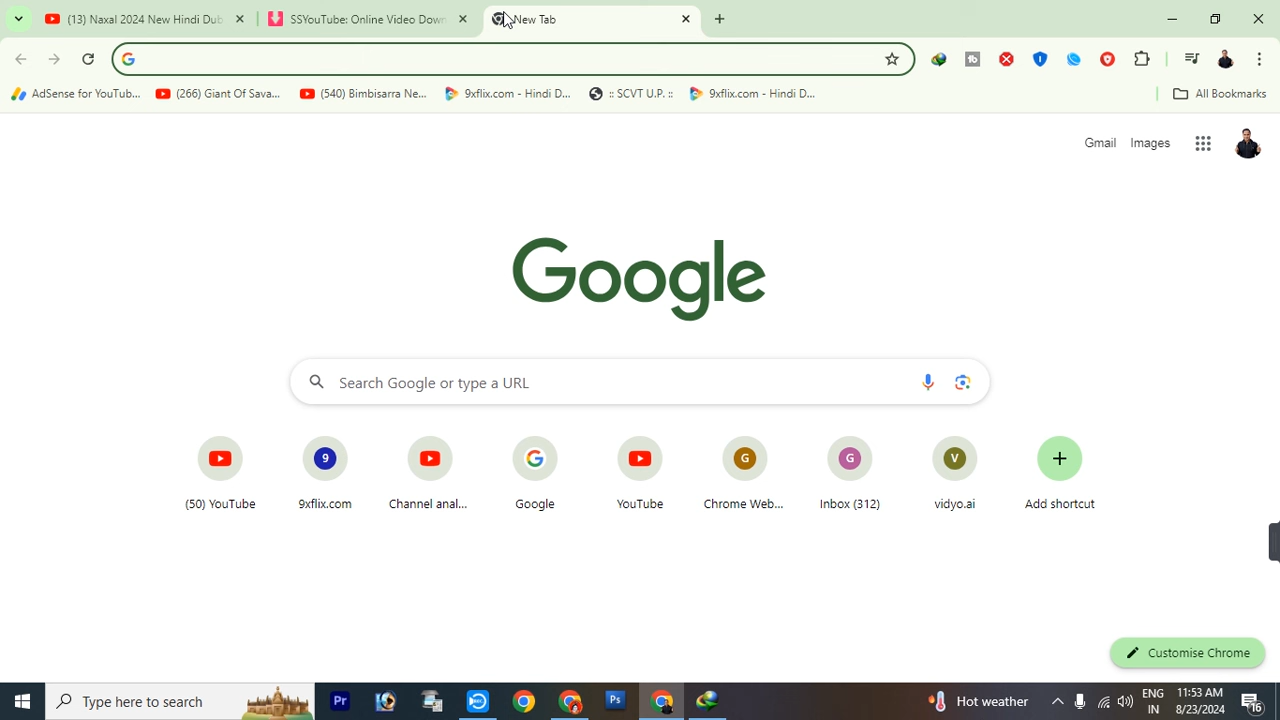 (13) Naxal 2024 New Hindi Dub
SSYouTube: Online Video Down
New Tab
AdSense for YouTub...
(266) Giant Of Sava...
(540) Bimbisarra Ne...
9xflix.com - Hindi D...
:: SCVT U.P. ::
9xflix.com - Hindi D...
All Bookmarks
Gmail
Images
Google
Search Google or type a URL
9
G
G
V
(50) YouTube
9xflix.com
Channel anal...
Google
YouTube
Chrome Web...
Inbox (312)
vidyo.ai
Add shortcut
Customise Chrome
Type here to search
Pr
Ps
Hot weather
ENG
IN
11:53 AM
8/23/2024
16